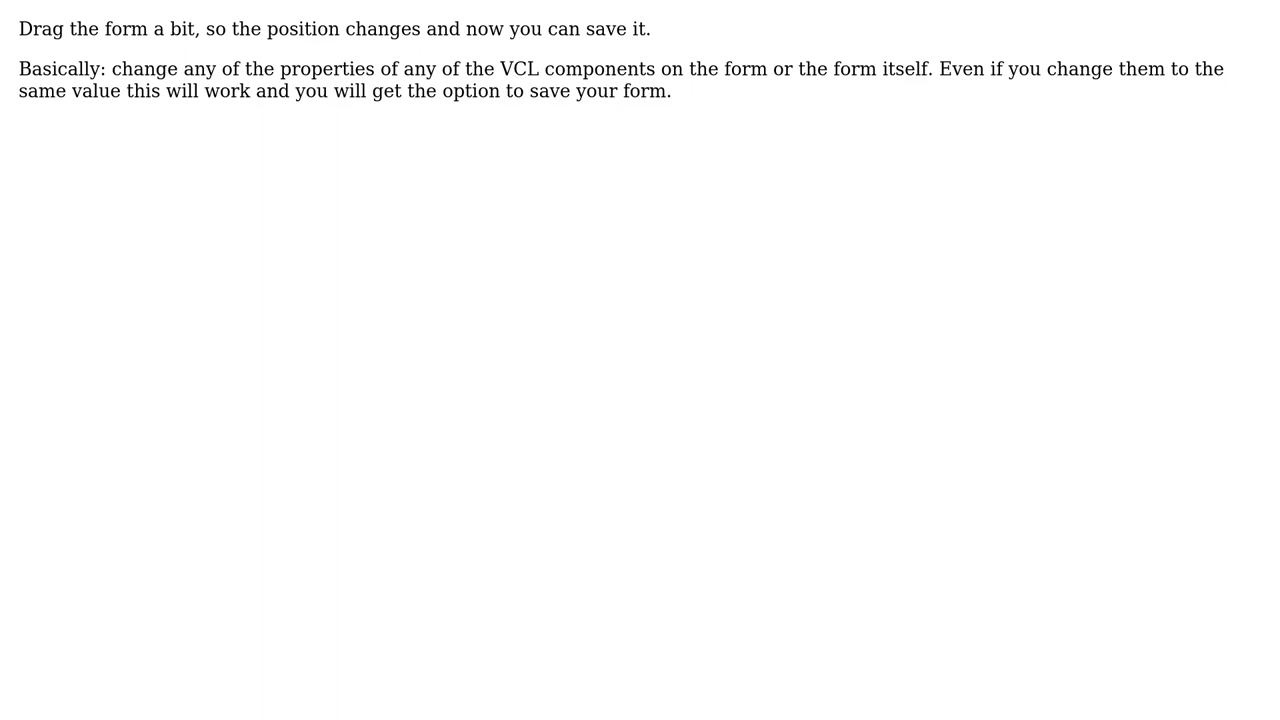 Drag the form a bit, so the position changes and now you can save it.
Basically: change any of the properties of any of the VCL components on the form or the form itself. Even if you change them to the
same value this will work and you will get the option to save your form.